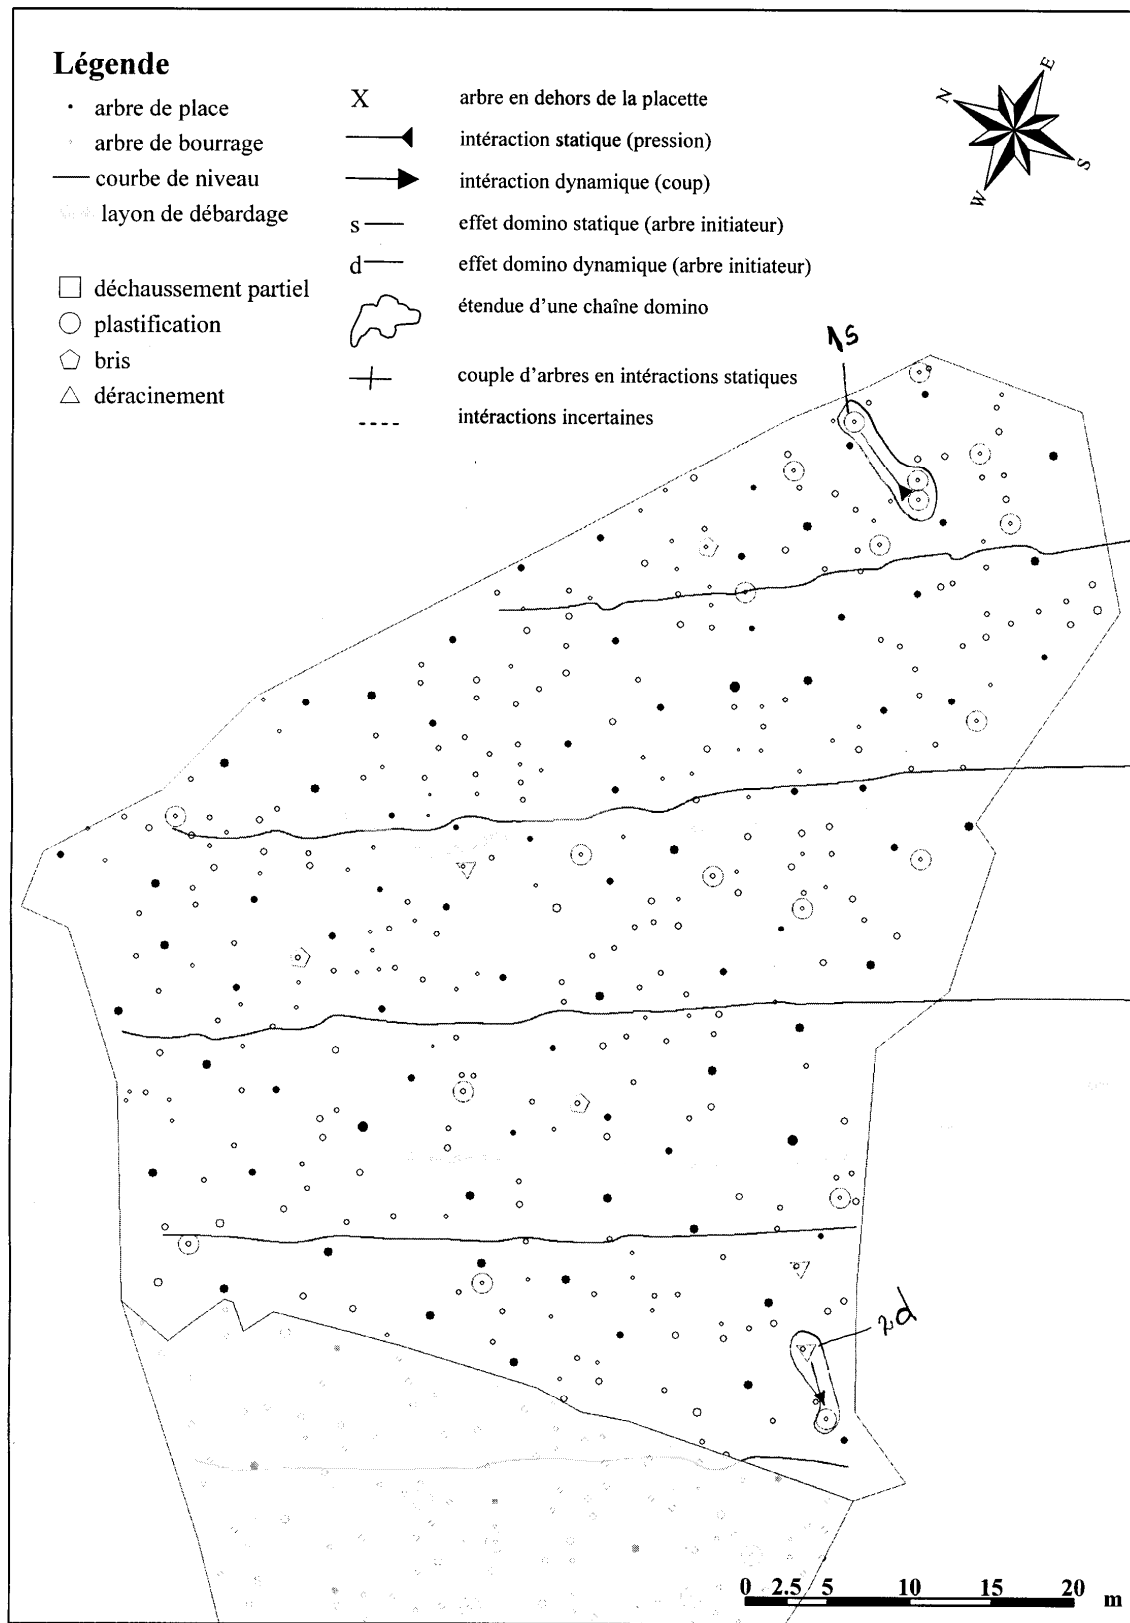 Légende
arbre de place
arbre de bourrage
courbe de niveau
layon de débardage
déchaussement partiel
plastification
bris
déracinement
X arbre en dehors de la placette
intéraction statique (pression)
intéraction dynamique (coup)
s effet domino statique (arbre initiateur)
d effet domino dynamique (arbre initiateur)
étendue d'une chaîne domino
couple d'arbres en intéractions statiques
intéractions incertaines
N E
W S
1s
2d
0 2.5 5 10 15 20 m